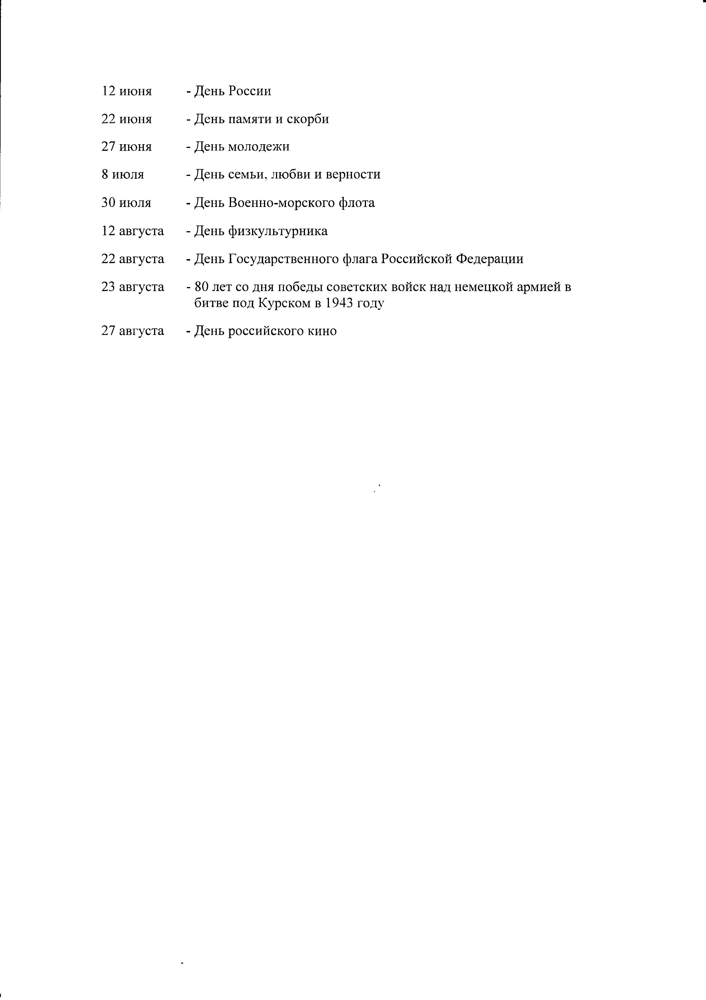 12 июня - День России
22 июня - День памяти и скорби
27 июня - День молодежи
8 июля - День семьи, любви и верности
30 июля - День Военно-морского флота
12 августа - День физкультурника
22 августа - День Государственного флага Российской Федерации
23 августа - 80 лет со дня победы советских войск над немецкой армией в
битве под Курском в 1943 году
27 августа - День российского кино